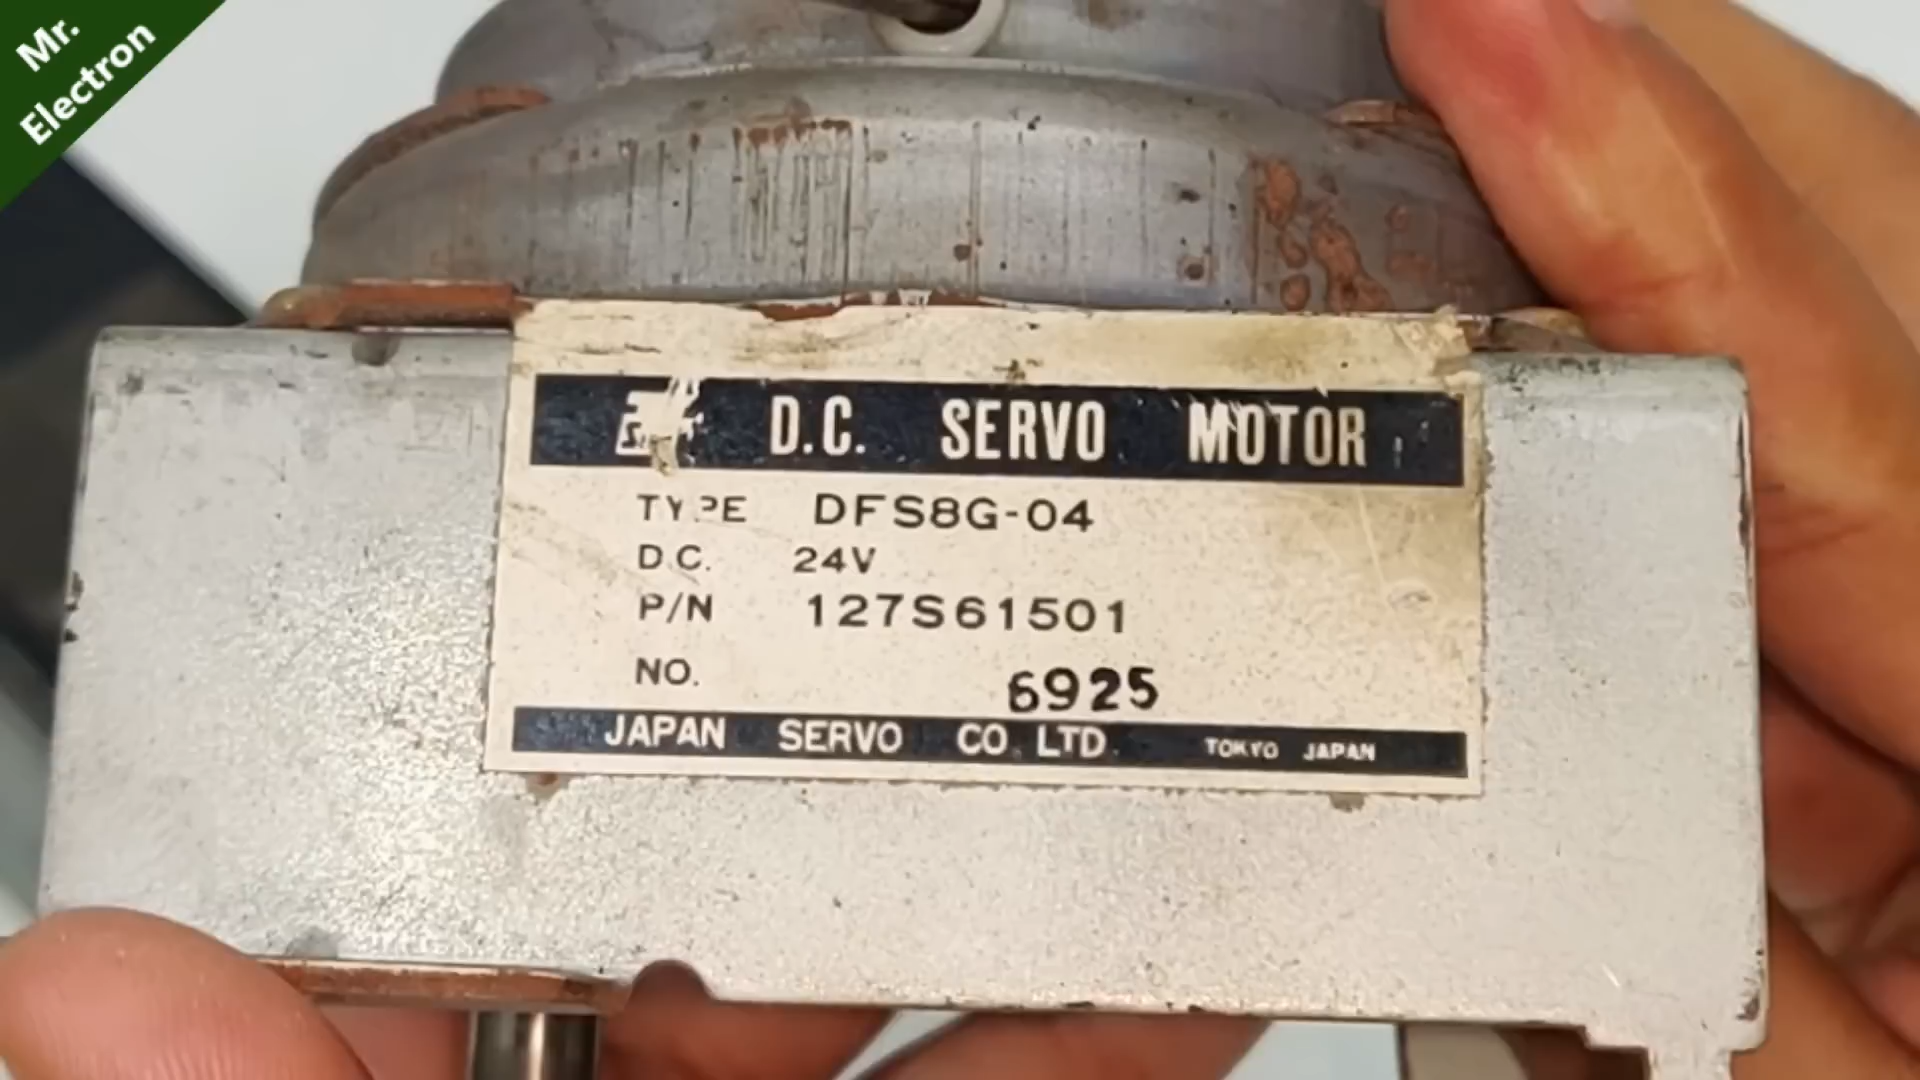 Mr.
Electron
D.C. SERVO MOTOR
TYPE DFS8G-04
D.C. 24V
P/N 127S61501
NO. 6925
JAPAN SERVO CO. LTD. TOKYO JAPAN